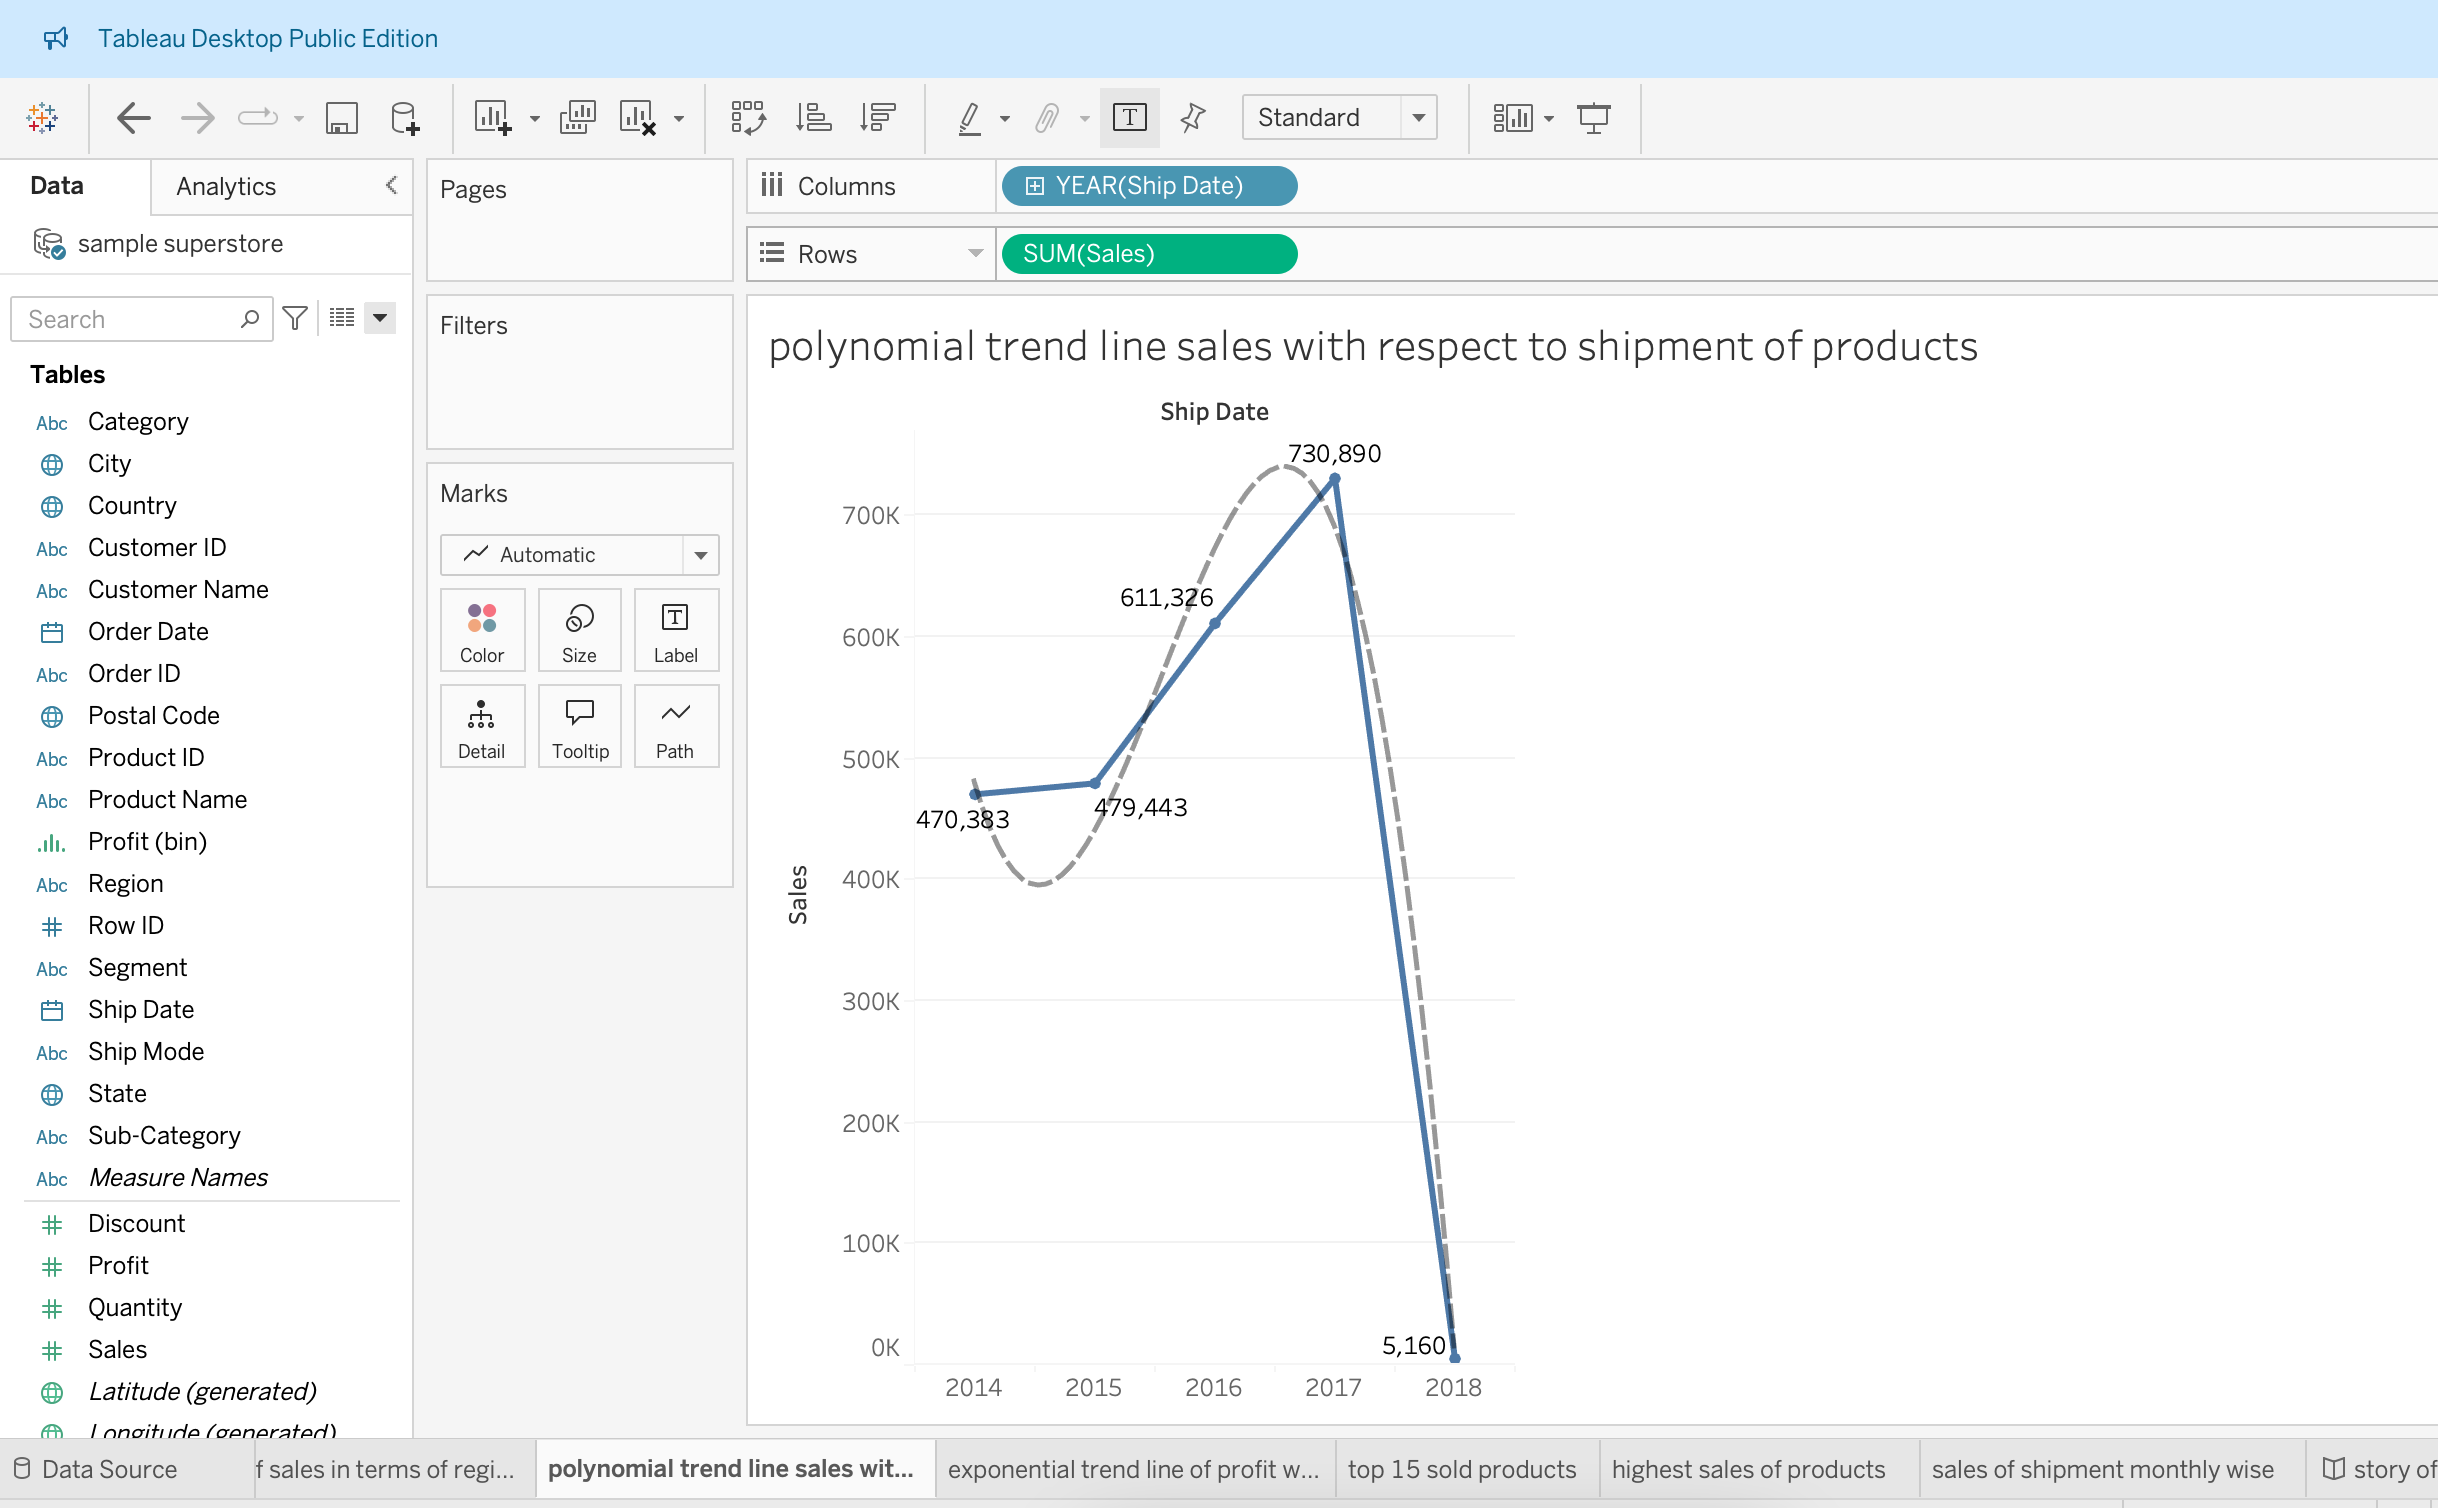 Tableau Desktop Public Edition
T
Standard
Data
Analytics
sample superstore
Search
Tables
Abc Category
City
Country
Abc Customer ID
Abc Customer Name
Order Date
Abc Order ID
Postal Code
Abc Product ID
Abc Product Name
Profit (bin)
Abc Region
Row ID
Abc Segment
Ship Date
Abc Ship Mode
State
Abc Sub-Category
Abc Measure Names
Discount
Profit
Quantity
Sales
Latitude (generated)
Longitude (generated)
Pages
Filters
Marks
Automatic
Color
Size
T
Label
Detail
Tooltip
Path
Columns
YEAR(Ship Date)
Rows
SUM(Sales)
polynomial trend line sales with respect to shipment of products
Ship Date
730,890
700K
611,326
600K
500K
479,443
470,383
400K
Sales
300K
200K
100K
5,160
0K
2014 2015 2016 2017 2018
Data Source
f sales in terms of regi...
polynomial trend line sales wit...
exponential trend line of profit w...
top 15 sold products
highest sales of products
sales of shipment monthly wise
story of